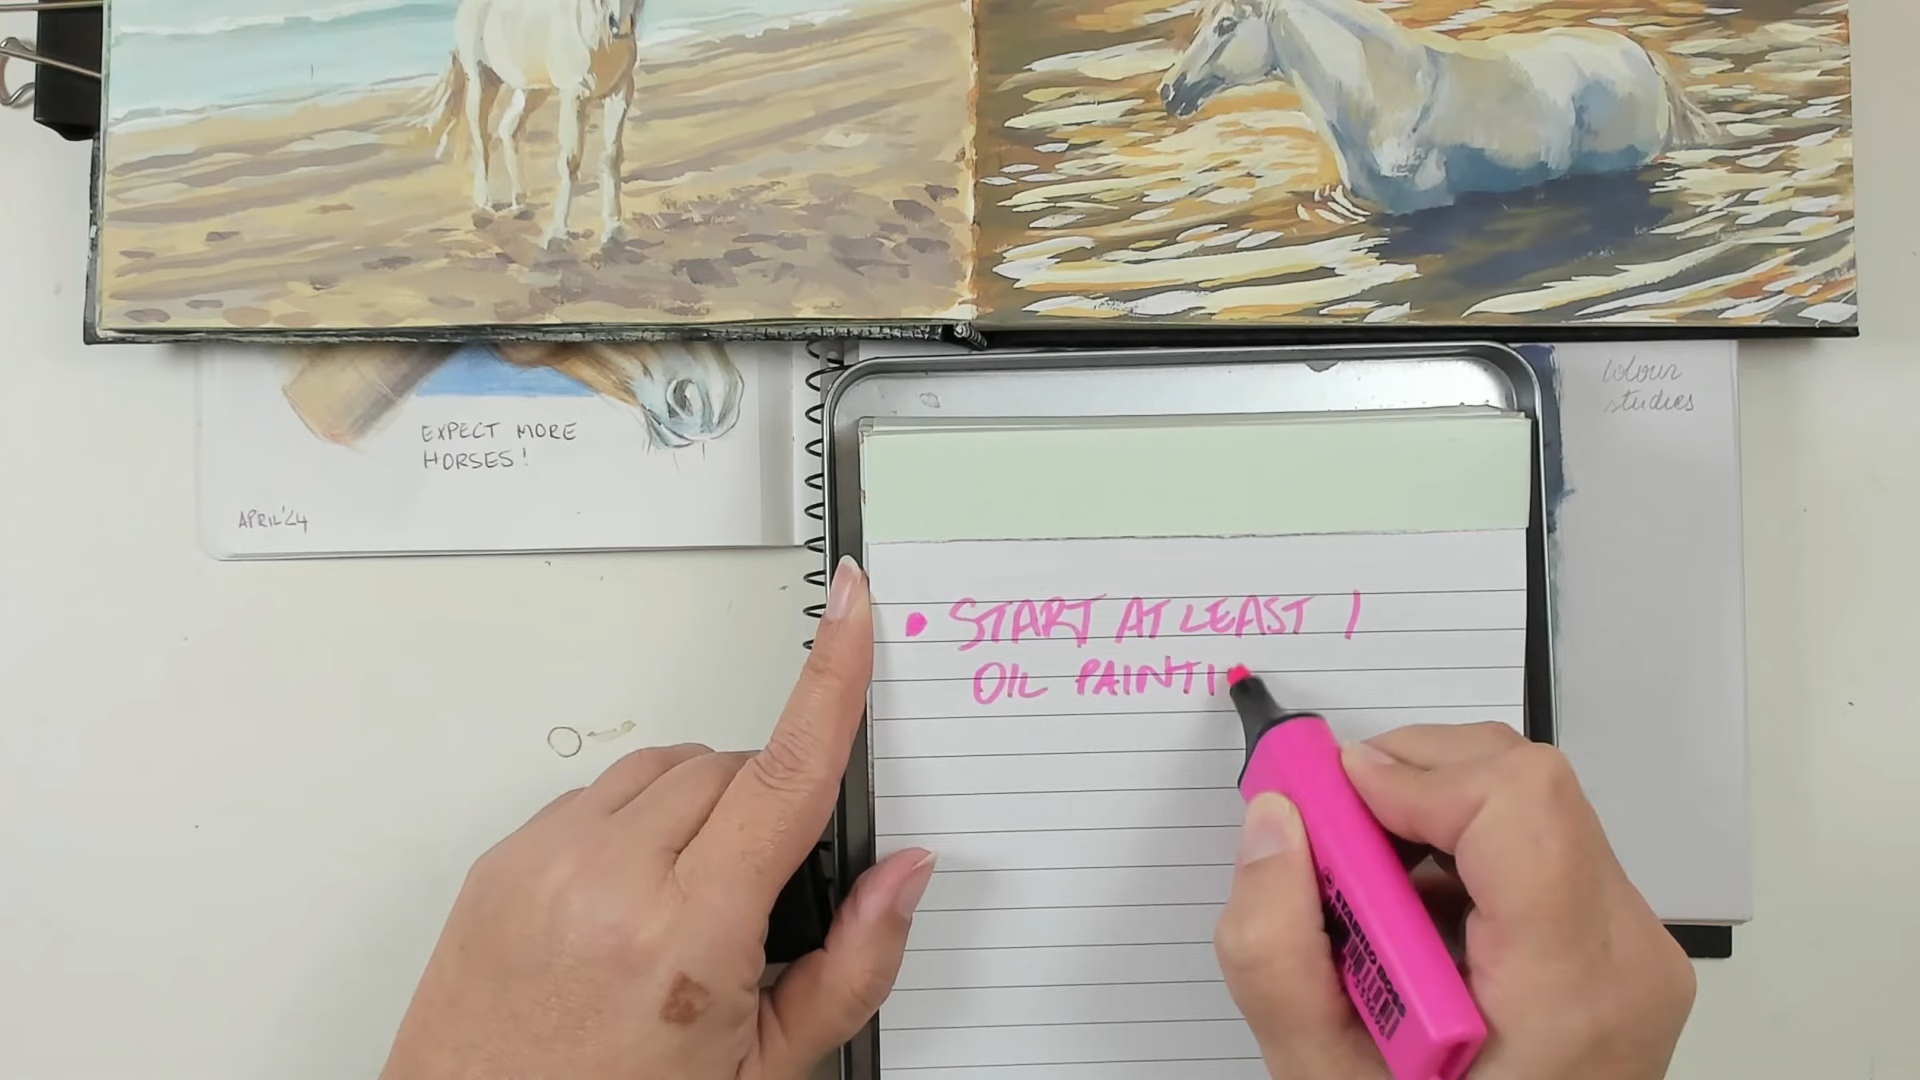 EXPECT MORE
HORSES!
APRIL'24
colour
studies
• START AT LEAST 1
OIL PAINTI
STABILO BOSS